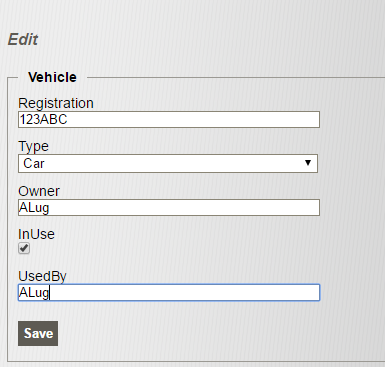 Edit
Vehicle
Registration
123ABC
Type
Car
Owner
ALug
InUse
UsedBy
ALug
Save